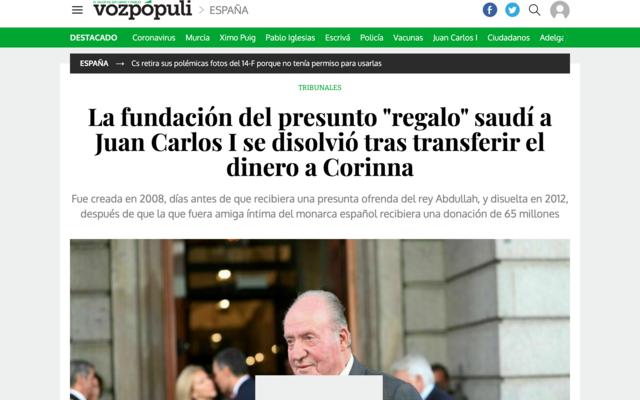 vozpópuli > ESPAÑA
DESTACADO Coronavirus Murcia Ximo Puig Pablo Iglesias Escrivá Policía Vacunas Juan Carlos I Ciudadanos Adelga
ESPAÑA → Cs retira sus polémicas fotos del 14-F porque no tenía permiso para usarlas
TRIBUNALES
La fundación del presunto "regalo" saudí a
Juan Carlos I se disolvió tras transferir el
dinero a Corinna
Fue creada en 2008, días antes de que recibiera una presunta ofrenda del rey Abdullah, y disuelta en 2012,
después de que la que fuera amiga íntima del monarca español recibiera una donación de 65 millones